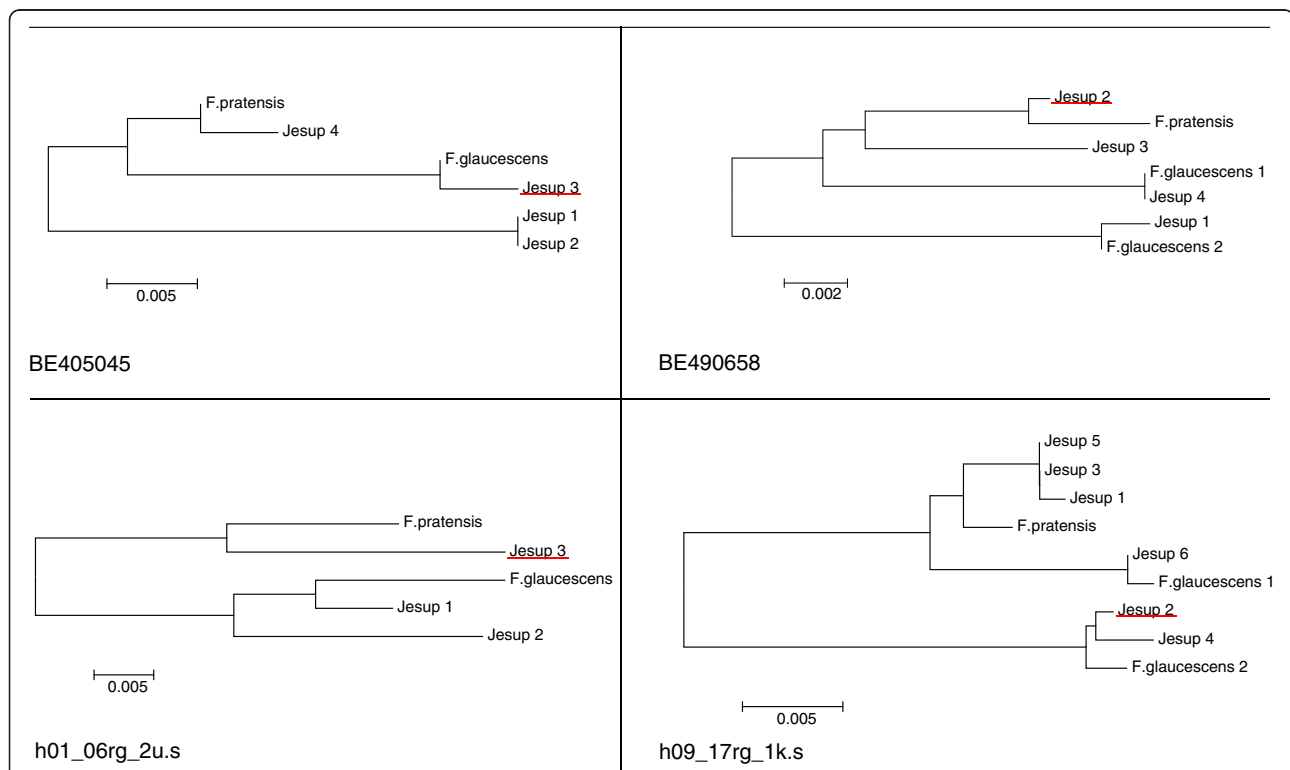 F.pratensis
Jesup 4
F.glaucescens
Jesup 3
Jesup 1
Jesup 2
0.005
BE405045
Jesup 2
F.pratensis
Jesup 3
F.glaucescens 1
Jesup 4
Jesup 1
F.glaucescens 2
0.002
BE490658
F.pratensis
Jesup 3
F.glaucescens
Jesup 1
Jesup 2
0.005
h01_06rg_2u.s
Jesup 5
Jesup 3
Jesup 1
F.pratensis
Jesup 6
F.glaucescens 1
Jesup 2
Jesup 4
F.glaucescens 2
0.005
h09_17rg_1k.s